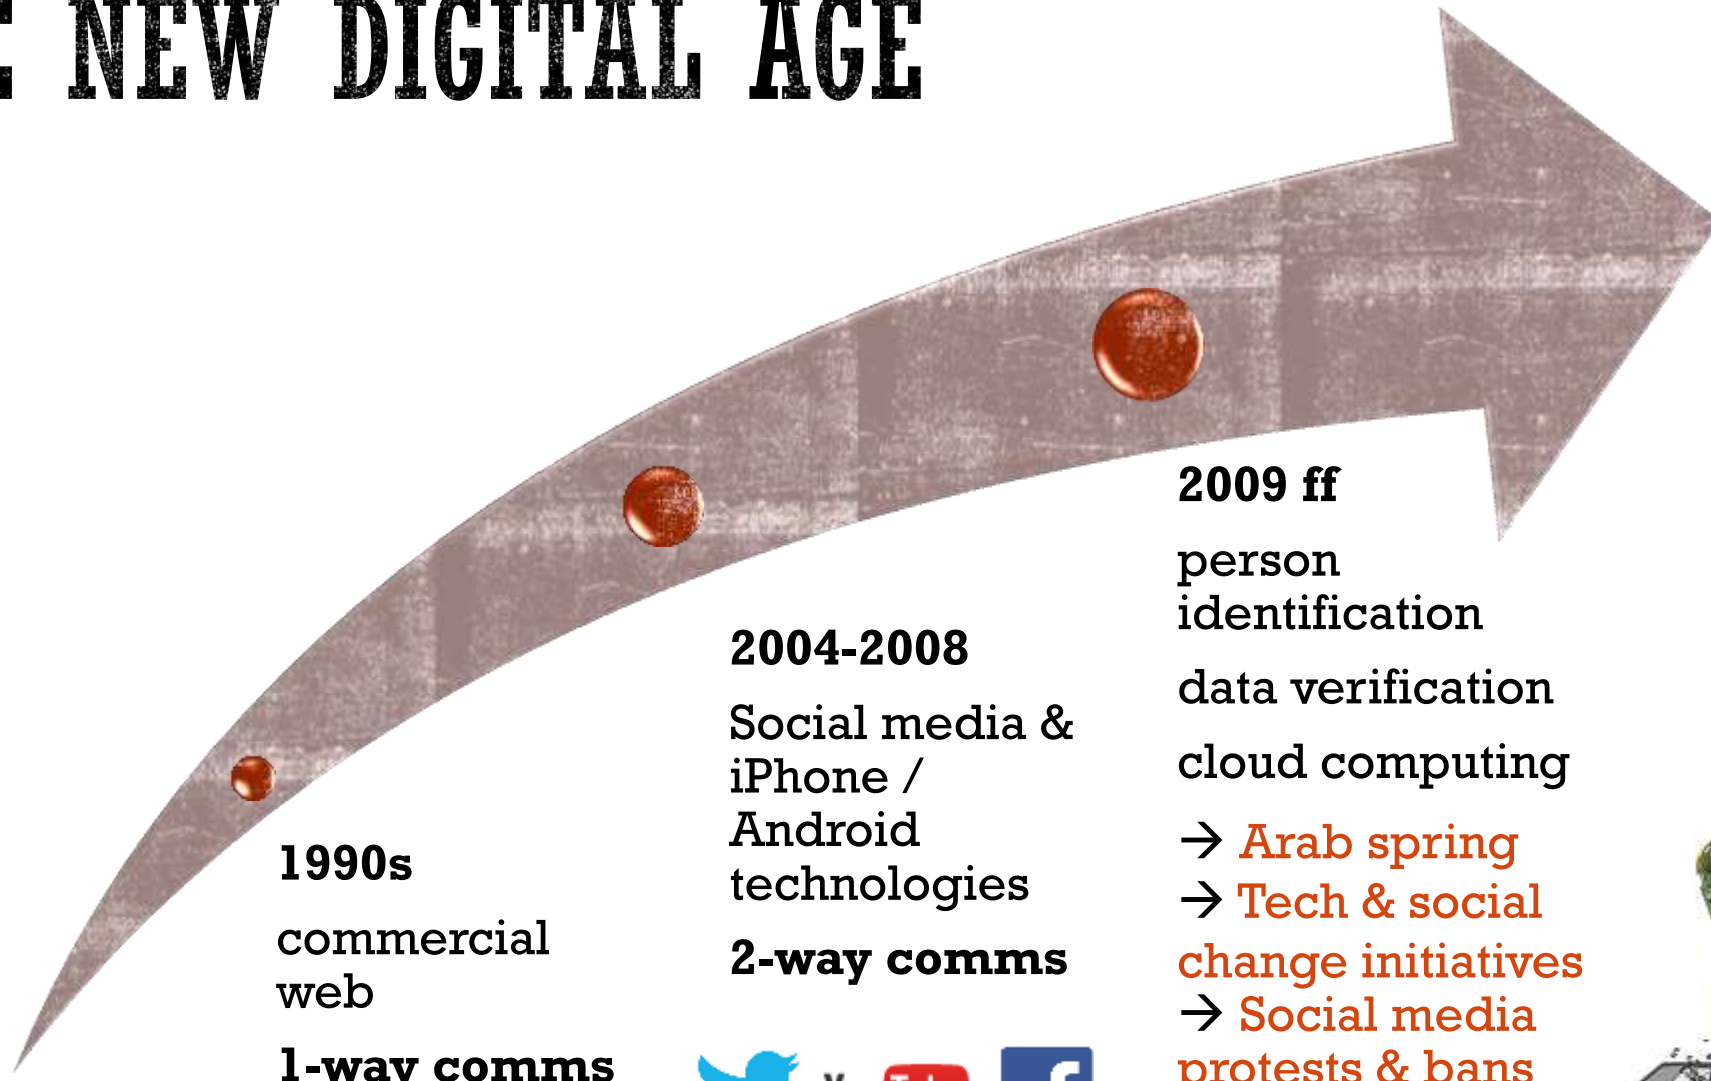 NEW DIGITAL AGE
1990s
commercial
web
1-way comms
2004-2008
Social media &
iPhone /
Android
technologies
2-way comms
2009 ff
person
identification
data verification
cloud computing
→ Arab spring
→ Tech & social
change initiatives
→ Social media
protests & bans